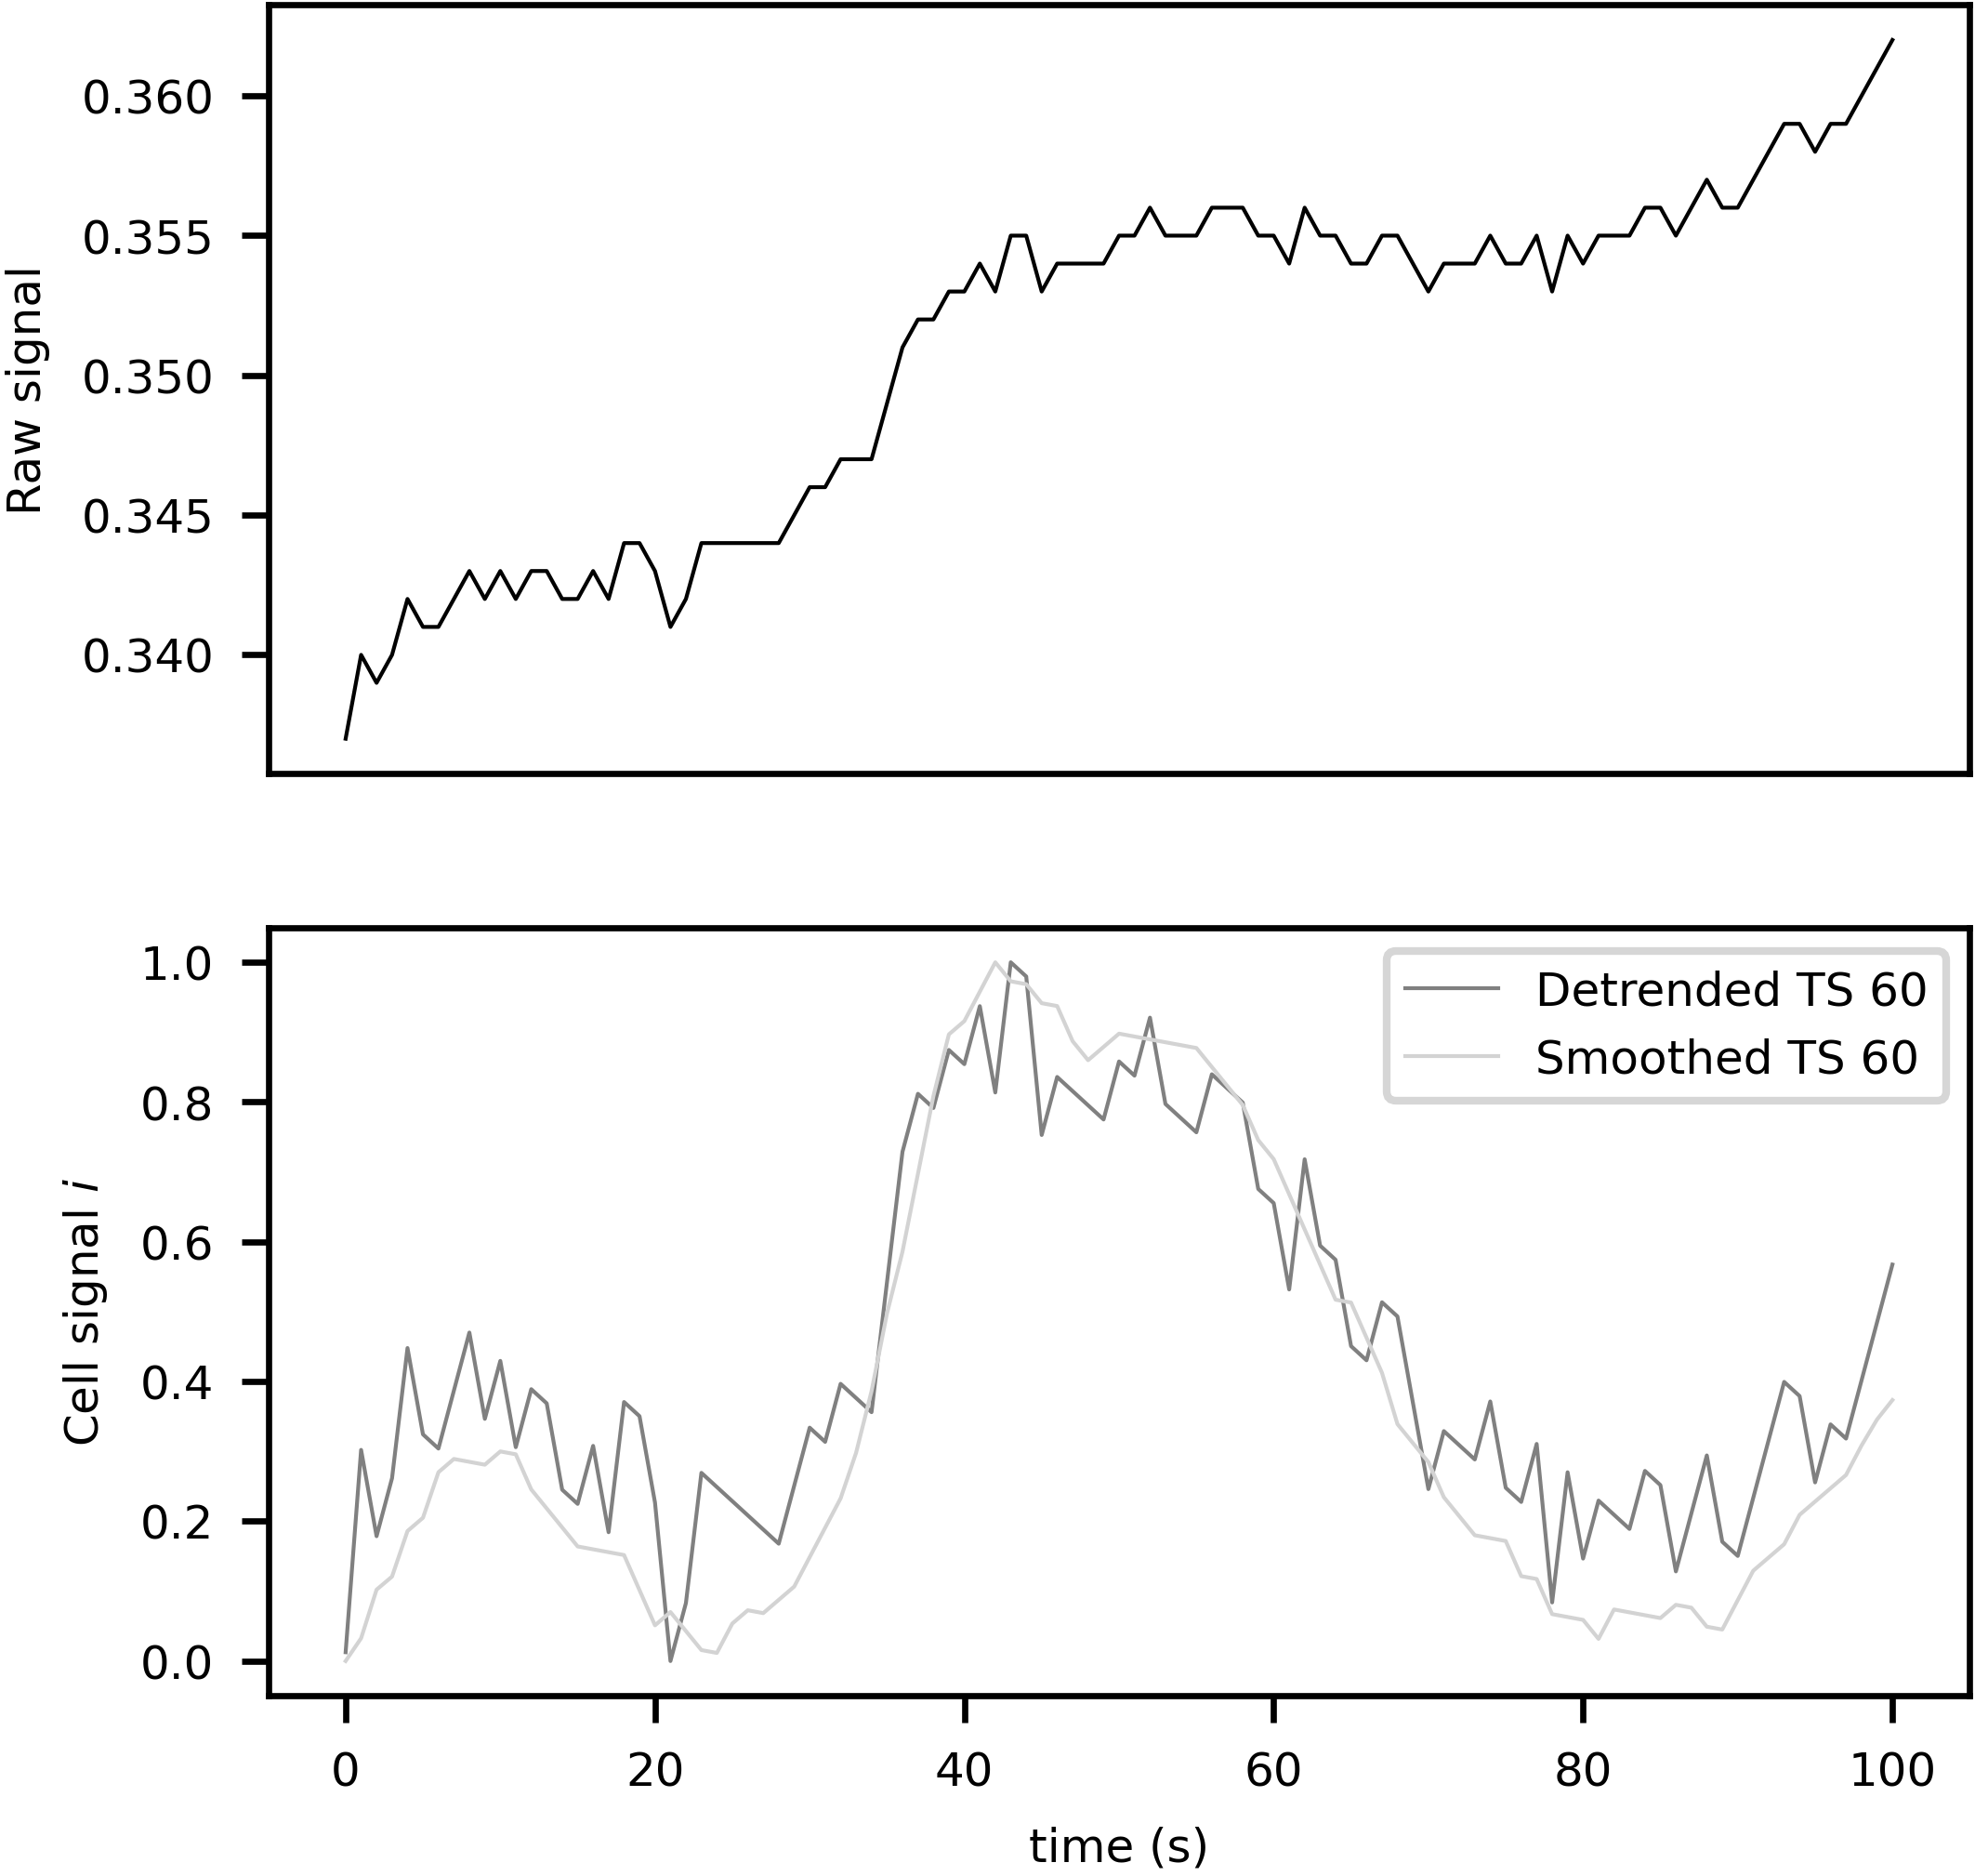 Raw signal
0.360
0.355
0.350
0.345
0.340
Cell signal i
1.0
0.8
0.6
0.4
0.2
0.0
Detrended TS 60
Smoothed TS 60
0 20 40 60 80 100
time (s)